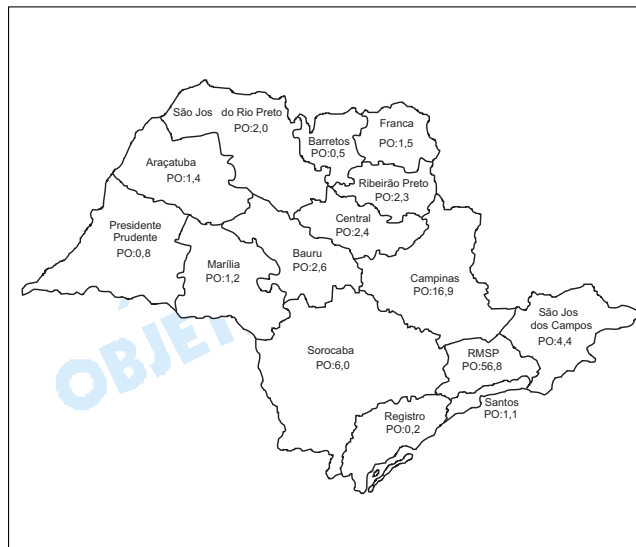 São Jos do Rio Preto
PO:2,0
Franca
PO:1,5
Barretos
PO:0,5
Araçatuba
PO:1,4
Ribeirão Preto
PO:2,3
Central
PO:2,4
Presidente
Prudente
PO:0,8
Marília
PO:1,2
Bauru
PO:2,6
Campinas
PO:16,9
São Jos
dos Campos
PO:4,4
Sorocaba
PO:6,0
RMSP
PO:56,8
Santos
PO:1,1
Registro
PO:0,2
OBJET